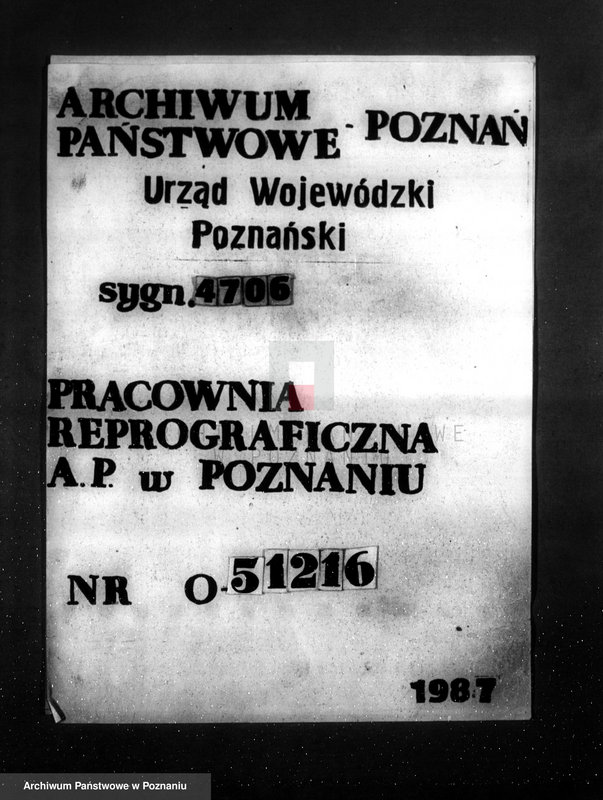 ARCHIWUM
PAŃSTWOWE - POZNAŃ
Urząd Wojewódzki
Poznański
sygn. 4706
PRACOWNIA
REPROGRAFICZNA
A.P. w POZNANIU
NR O-51216
1987
Archiwum Państwowe w Poznaniu